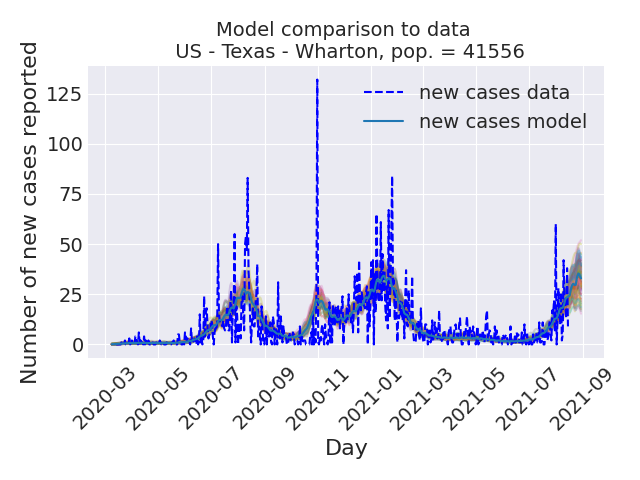 Model comparison to data
US - Texas - Wharton, pop. = 41556
Number of new cases reported
125
100
75
50
25
0
new cases data
new cases model
2020-03
2020-05
2020-07
2020-09
2020-11
2021-01
2021-03
2021-05
2021-07
2021-09
Day